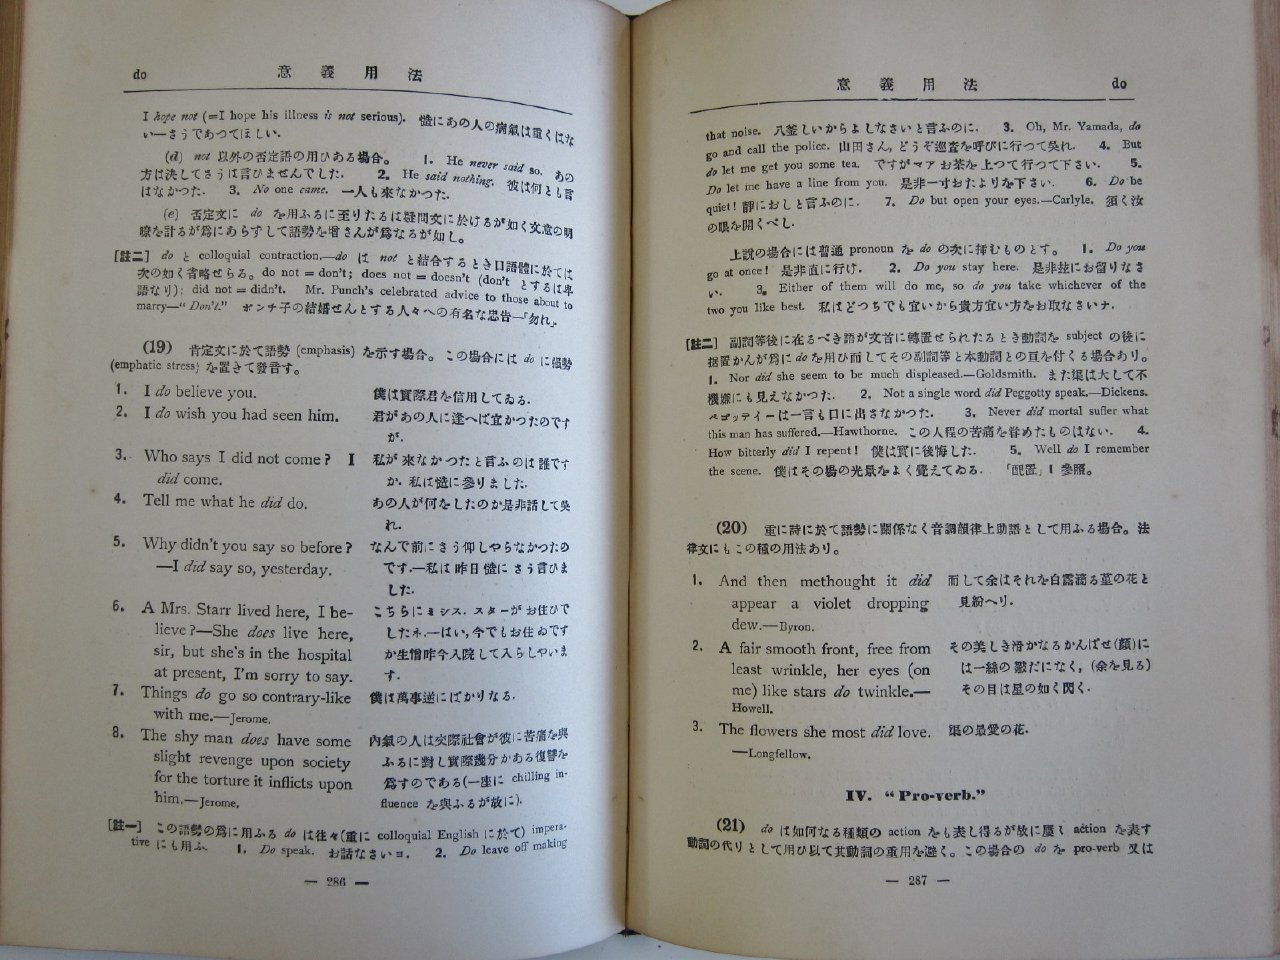 do 意義用法
I hope not (=I hope his illness is not serious). 慥にあの人の病氣は重くはな
い―さうであつてほしい.
(d) not 以外の否定語の用ひある場合。 1. He never said so. あの
方は決してさうは言ひませんでした. 2. He said nothing. 彼は何とも言
はなかつた. 3. No one came. 一人も來なかつた.
(e) 否定文に do を用ふるに至りたるは疑問文に於けるが如く文意の明
瞭を計るが爲にあらずして語勢を増さんが爲なるが如し。
[註二] do と colloquial contraction.—do は not と結合するとき口語體に於ては
次の如く省略せらる。do not = don't; does not = doesn't (don't とするは卑
語なり); did not = didn't. Mr. Punch's celebrated advice to those about to
marry—"Don't." ポンチ子の結婚せんとする人々への有名な忠告―「勿れ」.
(19) 肯定文に於て語勢 (emphasis) を示す場合。この場合には do に强勢
(emphatic stress) を置きて發音す。
1. I do believe you. 僕は實際君を信用してゐる.
2. I do wish you had seen him. 君があの人に逢へば宜かつたのです
が.
3. Who says I did not come? I 私が來なかつたと言ふのは誰です
did come. か. 私は慥に參りました.
4. Tell me what he did do. あの人が何をしたのか是非話して吳
れ.
5. Why didn't you say so before? なんで前にさう仰しやらなかつたの
—I did say so, yesterday. です.―私は昨日慥にさう言ひま
した.
6. A Mrs. Starr lived here, I be- こちらにミシス. スターがお住ひで
lieve?—She does live here, したネ.―はい, 今でもお住ゐです
sir, but she's in the hospital が生憎昨今入院して入らしやいま
at present, I'm sorry to say. す.
7. Things do go so contrary-like 僕は萬事逆にばかりなる.
with me.—Jerome.
8. The shy man does have some 內氣の人は交際社會が彼に苦痛を與
slight revenge upon society ふるに對し實際幾分かある復讐を
for the torture it inflicts upon 爲すのである(一座に chilling in-
him.—Jerome. fluence を與ふるが故に).
[註一] この語勢の爲に用ふる do は往々(重に colloquial English に於て) impera-
tive にも用ふ. 1. Do speak. お話なさいヨ. 2. Do leave off making
— 286 —
意義用法 do
that noise. 八釜しいからよしなさいと言ふのに. 3. Oh, Mr. Yamada, do
go and call the police. 山田さん, どうぞ巡査を呼びに行つて吳れ. 4. But
do let me get you some tea. ですがマアお茶を上つて行つて下さい. 5.
Do let me have a line from you. 是非一寸おたよりを下さい. 6. Do be
quiet! 靜におしと言ふのに. 7. Do but open your eyes.—Carlyle. 須く汝
の眼を開くべし.
上說の場合には普通 pronoun を do の次に揷むものとす。 1. Do you
go at once! 是非直に行け. 2. Do you stay here. 是非玆にお留りなさ
い. 3. Either of them will do me, so do you take whichever of the
two you like best. 私はどつちでも宜いから貴方宜い方をお取なさいナ.
[註二] 副詞等後に在るべき語が文首に轉置せられたるとき動詞を subject の後に
据置かんが爲に do を用ひ而してその副詞等と本動詞との亘を付くる場合あり。
1. Nor did she seem to be much displeased.—Goldsmith. また渠は大して不
機嫌にも見えなかつた. 2. Not a single word did Peggotty speak.—Dickens.
ペゴッティーは一言も口に出さなかつた. 3. Never did mortal suffer what
this man has suffered.—Hawthorne. この人程の苦痛を甞めたものはない. 4.
How bitterly did I repent! 僕は實に後悔した. 5. Well do I remember
the scene. 僕はその場の光景をよく覺えてゐる. 「配置」1 參照。
(20) 重に詩に於て語勢に關係なく音調韻律上助語として用ふる場合。法
律文にもこの種の用法あり。
1. And then methought it did 而して余はそれを白露滴る菫の花と
appear a violet dropping 見紛へり.
dew.—Byron.
2. A fair smooth front, free from その美しき滑かなるかんばせ(顏)に
least wrinkle, her eyes (on は一絲の皺だになく, (余を見る)
me) like stars do twinkle.— その目は星の如く閃く.
Howell.
3. The flowers she most did love. 渠の最愛の花.
—Longfellow.
IV. "Pro-verb."
(21) do は如何なる種類の action をも表し得るが故に屢〻 action を表す
動詞の代りとして用ひ以て其動詞の重用を避く。この場合の do を pro-verb 又は
— 287 —